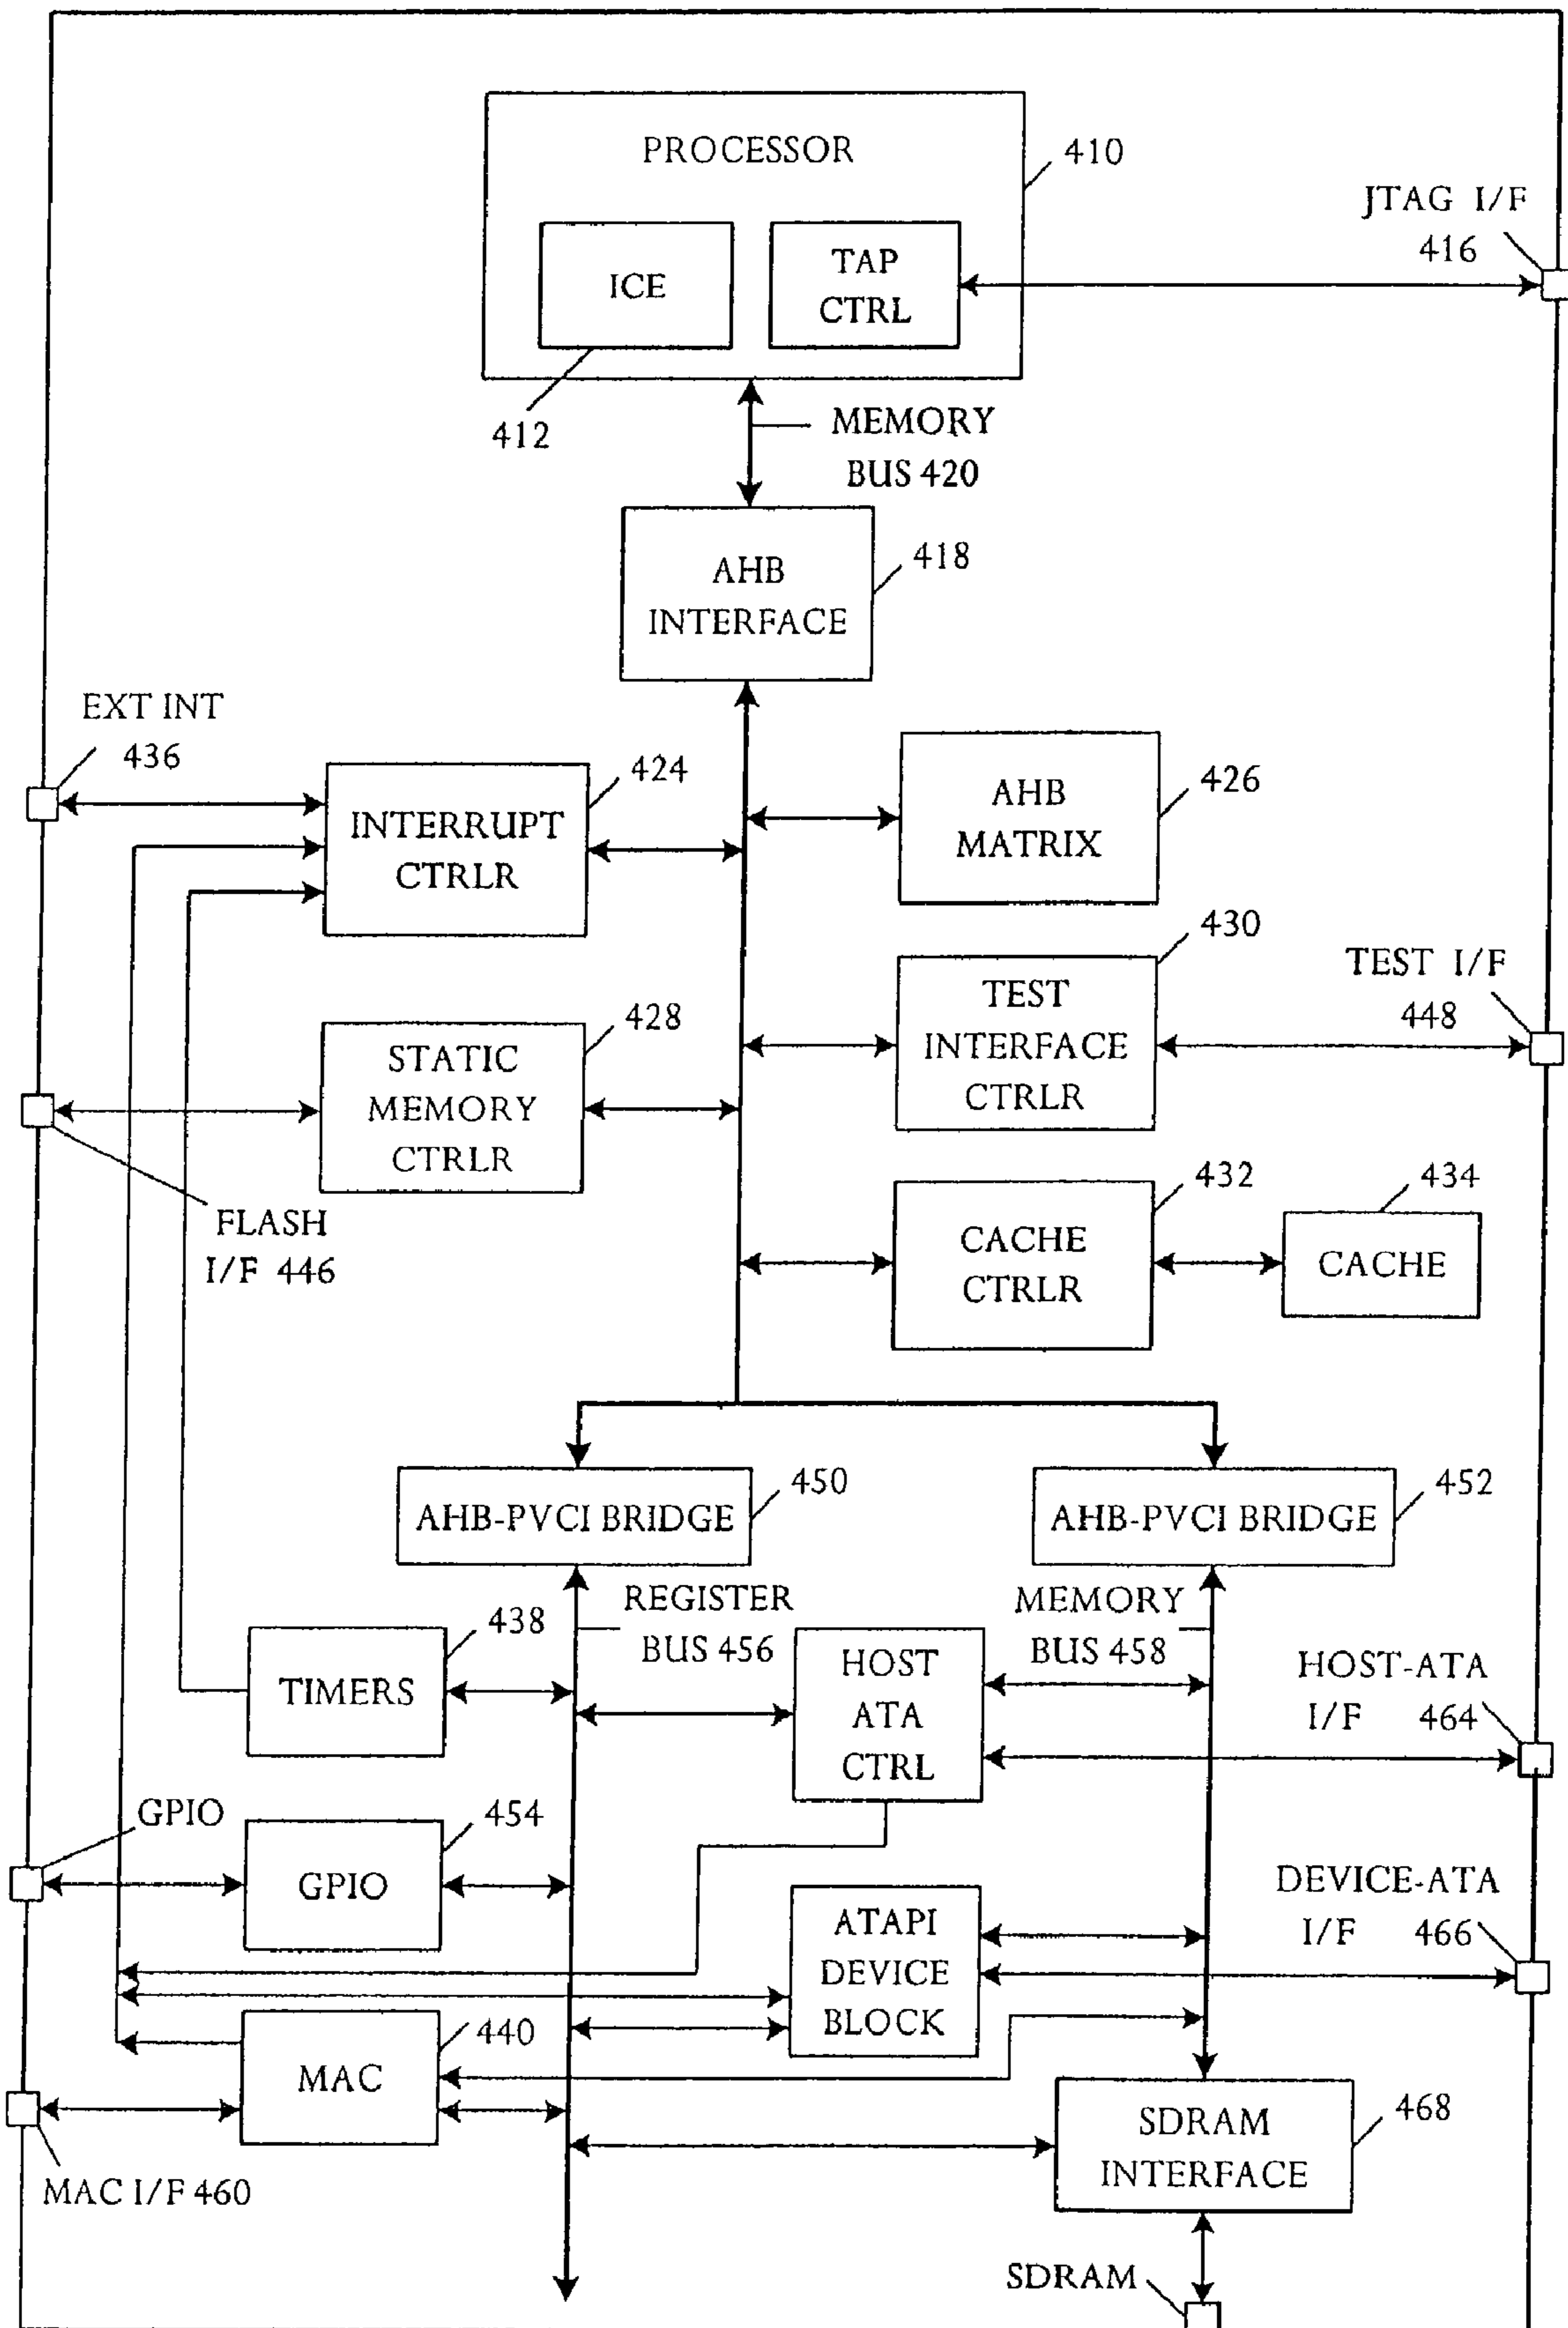 PROCESSOR
410
JTAG I/F
416
ICE
TAP
CTRL
412
MEMORY
BUS 420
AHB
INTERFACE
418
EXT INT
436
INTERRUPT
CTRLR
424
AHB
MATRIX
426
STATIC
MEMORY
CTRLR
428
TEST
INTERFACE
CTRLR
430
TEST I/F
448
FLASH
I/F 446
CACHE
CTRLR
432
CACHE
434
AHB-PVCI BRIDGE
450
AHB-PVCI BRIDGE
452
REGISTER
BUS 456
MEMORY
BUS 458
TIMERS
438
HOST
ATA
CTRL
HOST-ATA
I/F 464
GPIO
GPIO
454
ATAPI
DEVICE
BLOCK
DEVICE-ATA
I/F 466
MAC
440
MAC I/F 460
SDRAM
INTERFACE
468
SDRAM